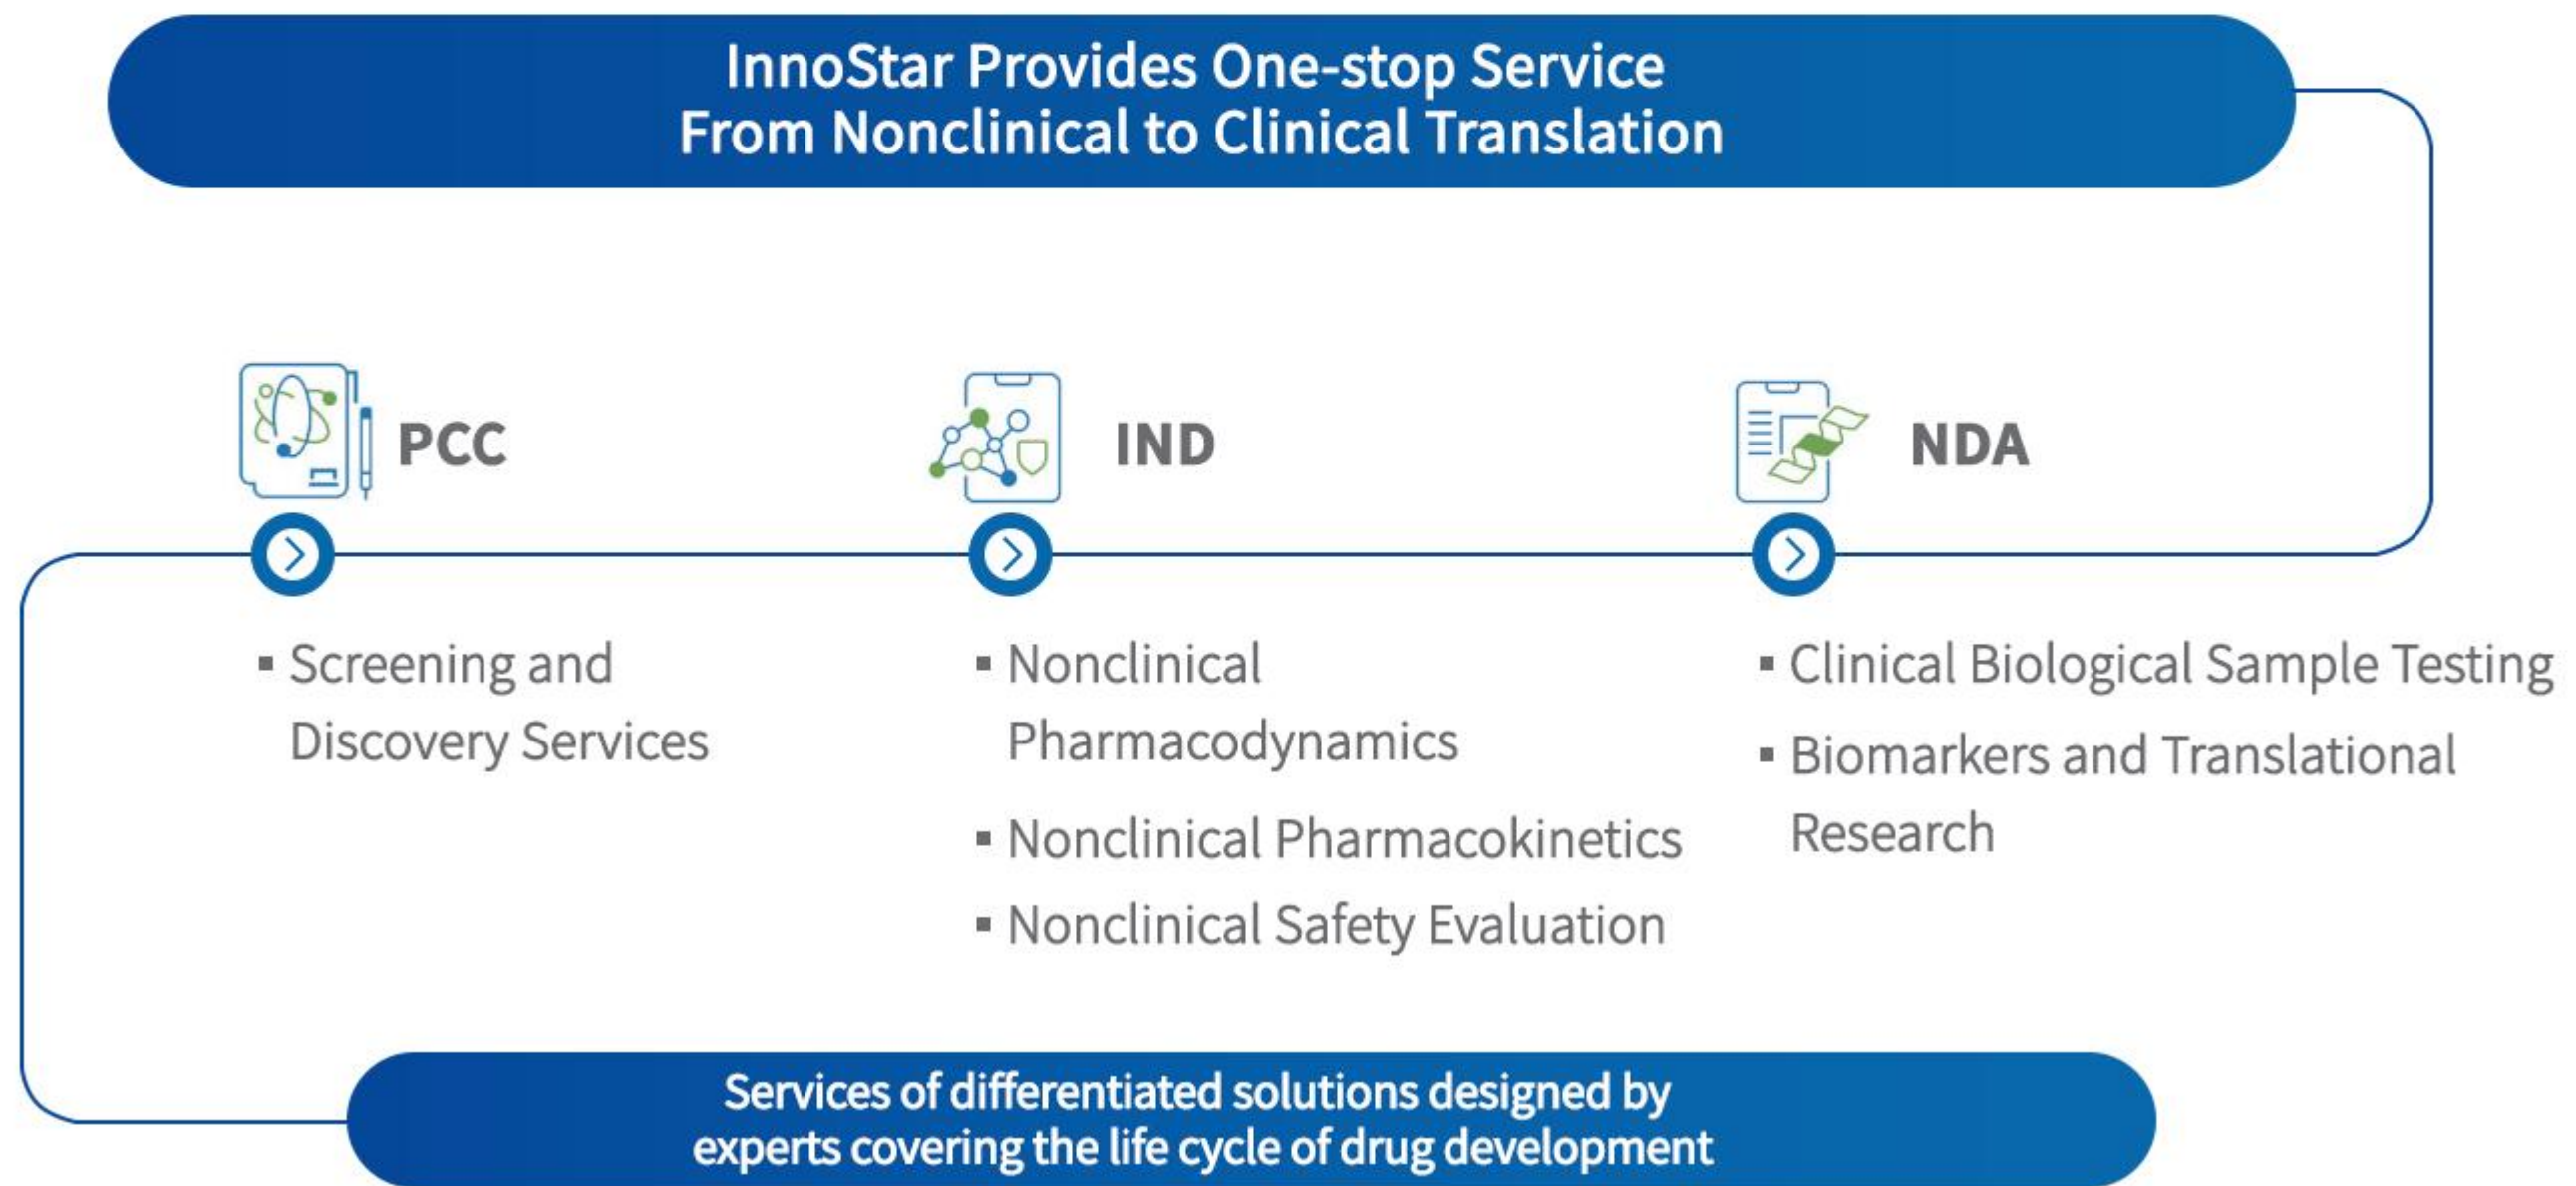 InnoStar Provides One-stop Service
From Nonclinical to Clinical Translation
PCC
▪ Screening and
Discovery Services
IND
▪ Nonclinical
Pharmacodynamics
▪ Nonclinical Pharmacokinetics
▪ Nonclinical Safety Evaluation
NDA
▪ Clinical Biological Sample Testing
▪ Biomarkers and Translational
Research
Services of differentiated solutions designed by
experts covering the life cycle of drug development